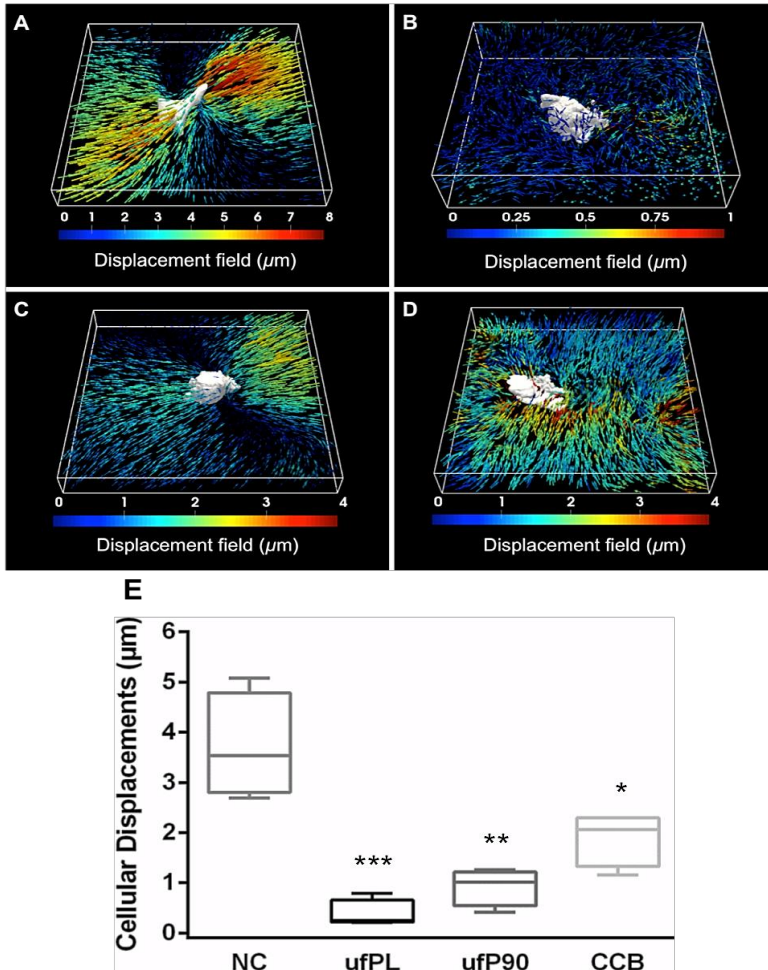 A
0 1 2 3 4 5 6 7 8
Displacement field (µm)
B
0 0.25 0.5 0.75 1
Displacement field (µm)
C
0 1 2 3 4
Displacement field (µm)
D
0 1 2 3 4
Displacement field (µm)
E
Cellular Displacements (µm)
6
5
4
3
2
1
0
***
**
*
NC ufPL ufP90 CCB